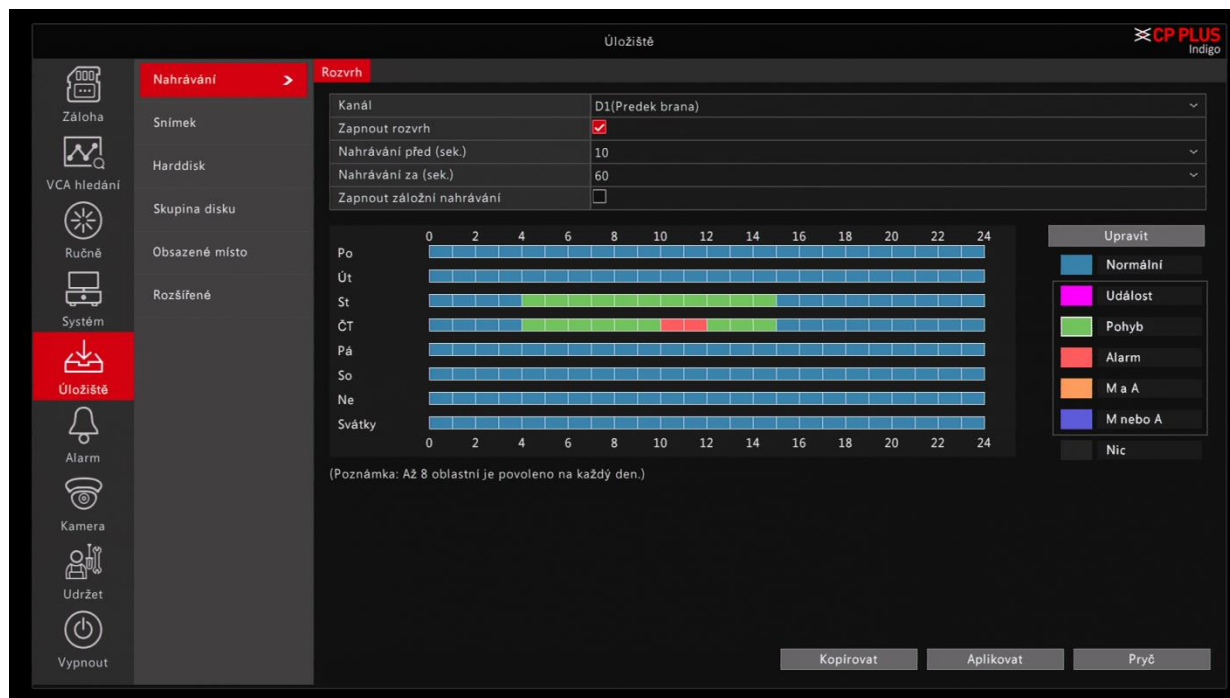 Úložiště
CP PLUS
Indigo
Záloha
VCA hledání
Ručně
Systém
Úložiště
Alarm
Kamera
Udržet
Vypnout
Nahrávání >
Snímek
Harddisk
Skupina disku
Obsazené místo
Rozšířené
Rozvrh
Kanál D1(Predek brana)
Zapnout rozvrh
Nahrávání před (sek.) 10
Nahrávání za (sek.) 60
Zapnout záložní nahrávání
0 2 4 6 8 10 12 14 16 18 20 22 24
Po
Út
St
ČT
Pá
So
Ne
Svátky
0 2 4 6 8 10 12 14 16 18 20 22 24
Upravit
Normální
Událost
Pohyb
Alarm
M a A
M nebo A
Nic
(Poznámka: Až 8 oblastní je povoleno na každý den.)
Kopírovat Aplikovat Pryč